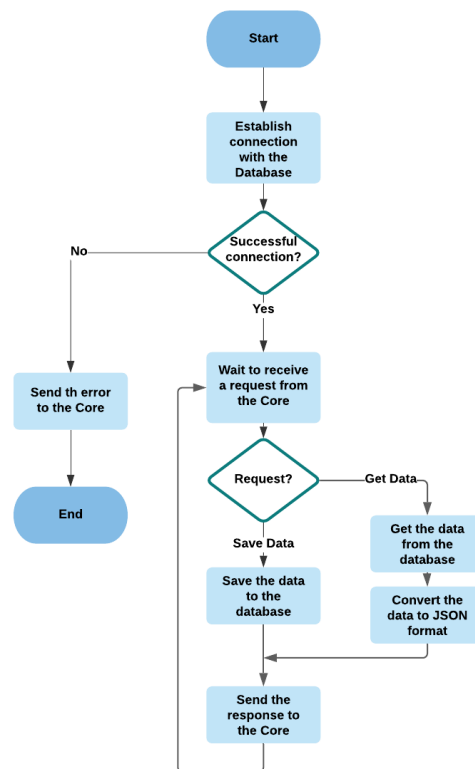 Start
Establish
connection
with the
Database
Successful
connection?
No
Yes
Send th error
to the Core
Wait to receive
a request from
the Core
End
Request?
Get Data
Save Data
Get the data
from the
database
Save the data
to the
database
Convert the
data to JSON
format
Send the
response to
the Core